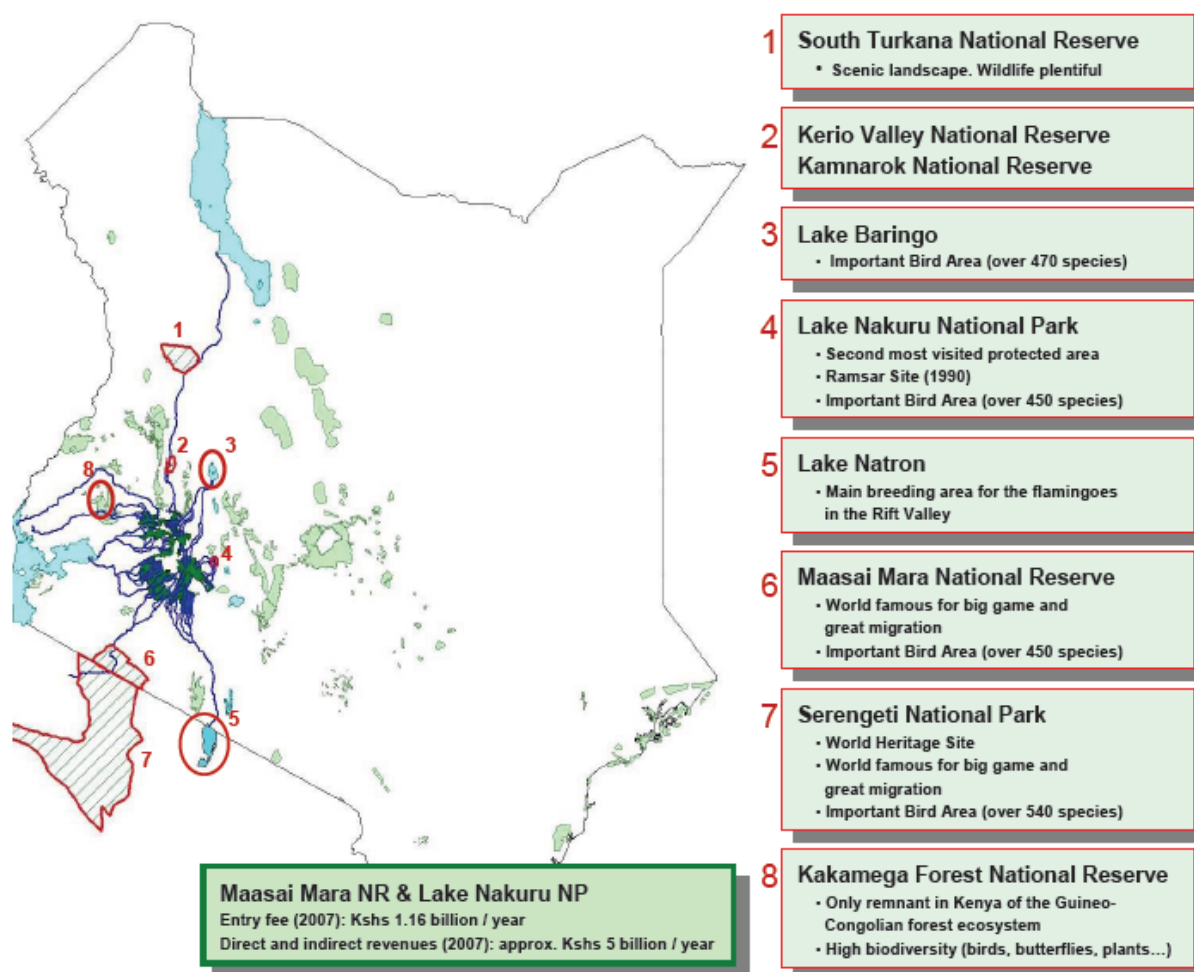 1
South Turkana National Reserve
• Scenic landscape. Wildlife plentiful
2
Kerio Valley National Reserve
Kamnarok National Reserve
3
Lake Baringo
• Important Bird Area (over 470 species)
4
Lake Nakuru National Park
• Second most visited protected area
• Ramsar Site (1990)
• Important Bird Area (over 450 species)
5
Lake Natron
• Main breeding area for the flamingoes
in the Rift Valley
6
Maasai Mara National Reserve
• World famous for big game and
great migration
• Important Bird Area (over 450 species)
7
Serengeti National Park
• World Heritage Site
• World famous for big game and
great migration
• Important Bird Area (over 540 species)
8
Kakamega Forest National Reserve
• Only remnant in Kenya of the Guineo-
Congolian forest ecosystem
• High biodiversity (birds, butterflies, plants...)
1
2
3
8
4
6
5
7
Maasai Mara NR & Lake Nakuru NP
Entry fee (2007): Kshs 1.16 billion / year
Direct and indirect revenues (2007): approx. Kshs 5 billion / year